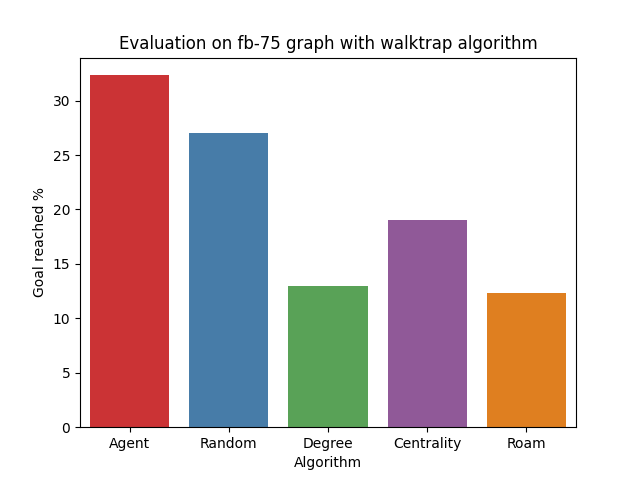 Evaluation on fb-75 graph with walktrap algorithm
Goal reached %
30
25
20
15
10
5
0
Agent Random Degree Centrality Roam
Algorithm